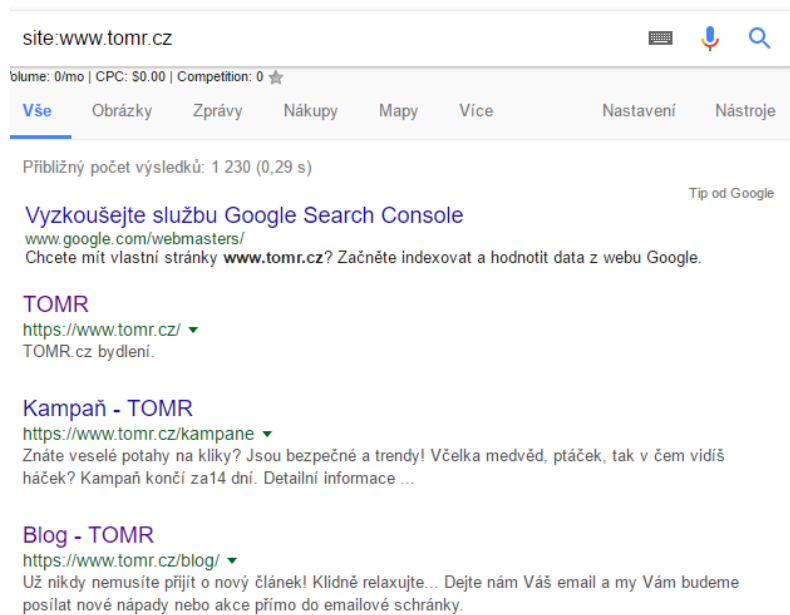 site:www.tomr.cz
olume: 0/mo | CPC: $0.00 | Competition: 0
Vše Obrázky Zprávy Nákupy Mapy Více Nastavení Nástroje
Přibližný počet výsledků: 1 230 (0,29 s)
Tip od Google
Vyzkoušejte službu Google Search Console
www.google.com/webmasters/
Chcete mít vlastní stránky www.tomr.cz? Začněte indexovat a hodnotit data z webu Google.
TOMR
https://www.tomr.cz/
TOMR.cz bydlení.
Kampaň - TOMR
https://www.tomr.cz/kampane
Znáte veselé potahy na kliky? Jsou bezpečné a trendy! Včelka medvěd, ptáček, tak v čem vidíš
háček? Kampaň končí za14 dní. Detailní informace ...
Blog - TOMR
https://www.tomr.cz/blog/
Už nikdy nemusíte přijít o nový článek! Klidně relaxujte... Dejte nám Váš email a my Vám budeme
posílat nové nápady nebo akce přímo do emailové schránky.